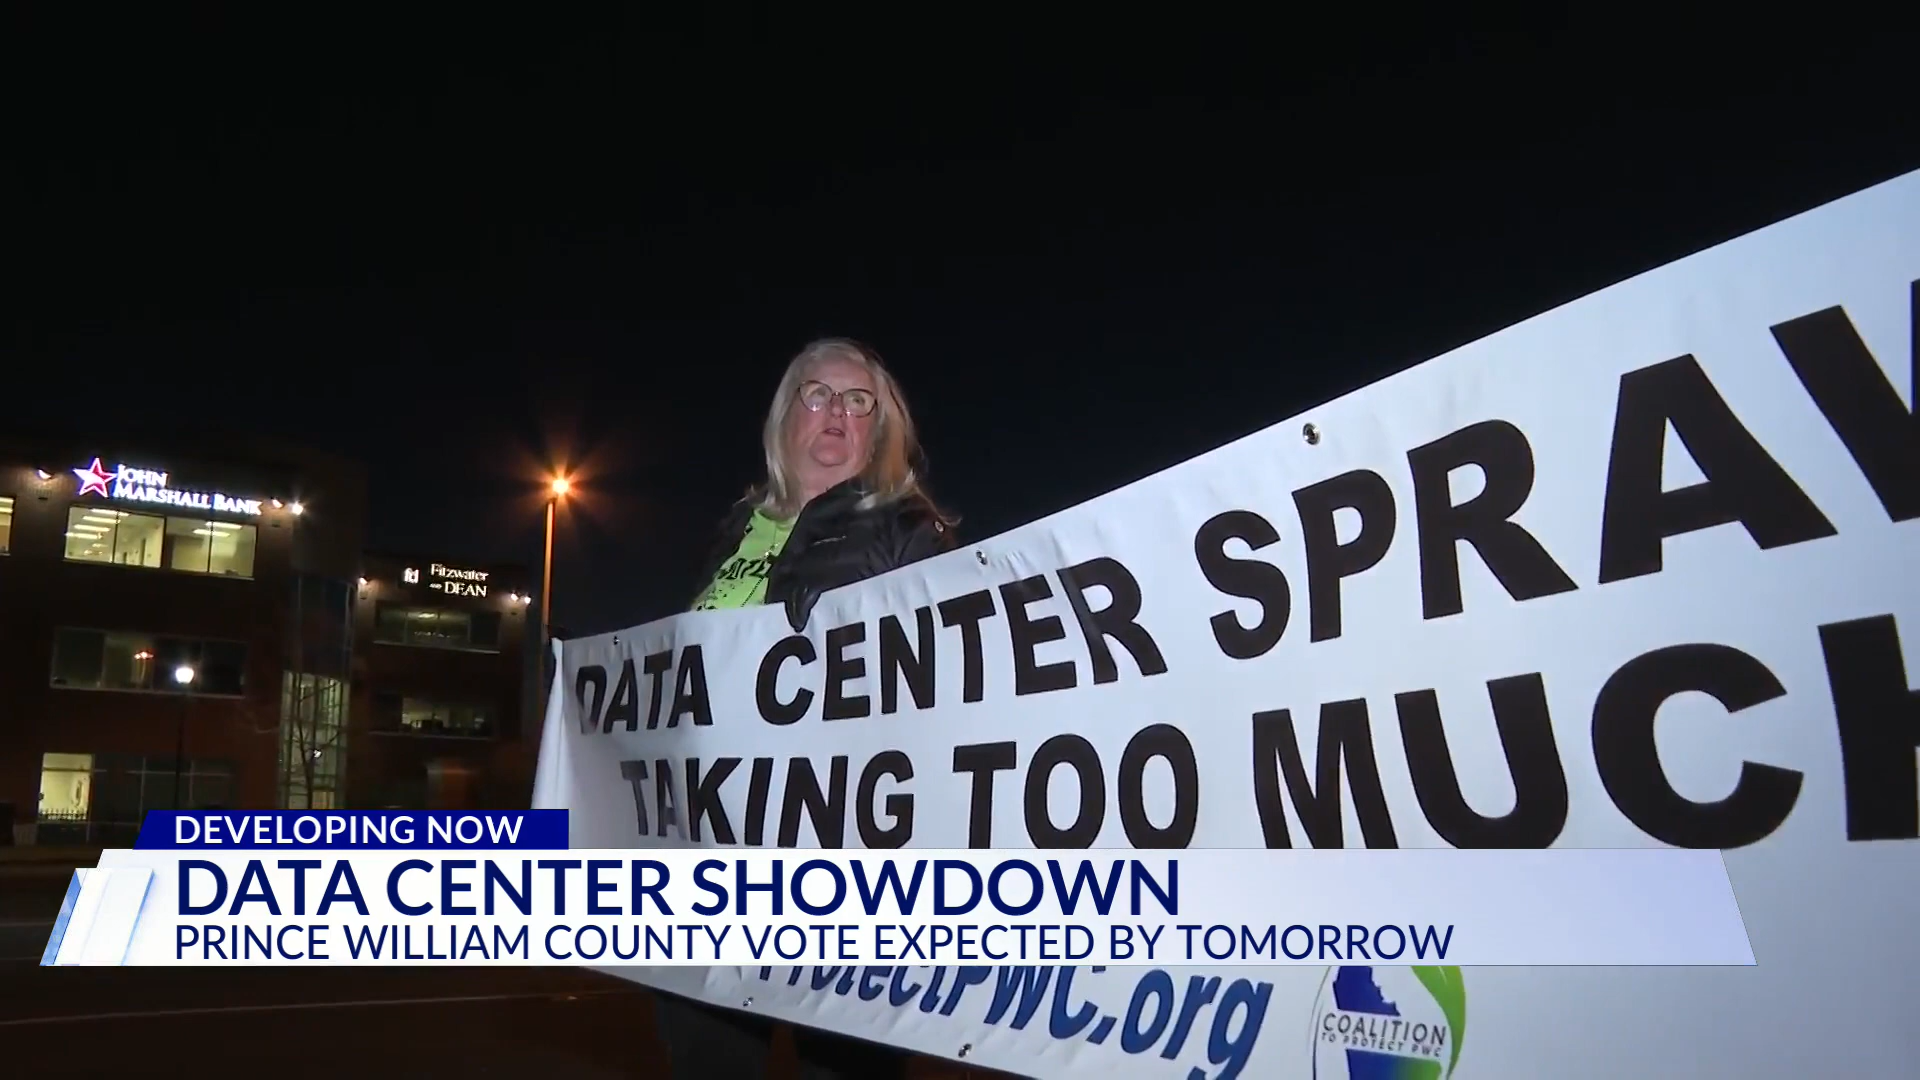 JOHN
MARSHALL BANK
fd Fitzwater
AND DEAN
DATA CENTER SPRAW
TAKING TOO MUCH
DEVELOPING NOW
DATA CENTER SHOWDOWN
PRINCE WILLIAM COUNTY VOTE EXPECTED BY TOMORROW
ProtectPWC.org
COALITION
TO PROTECT PWC